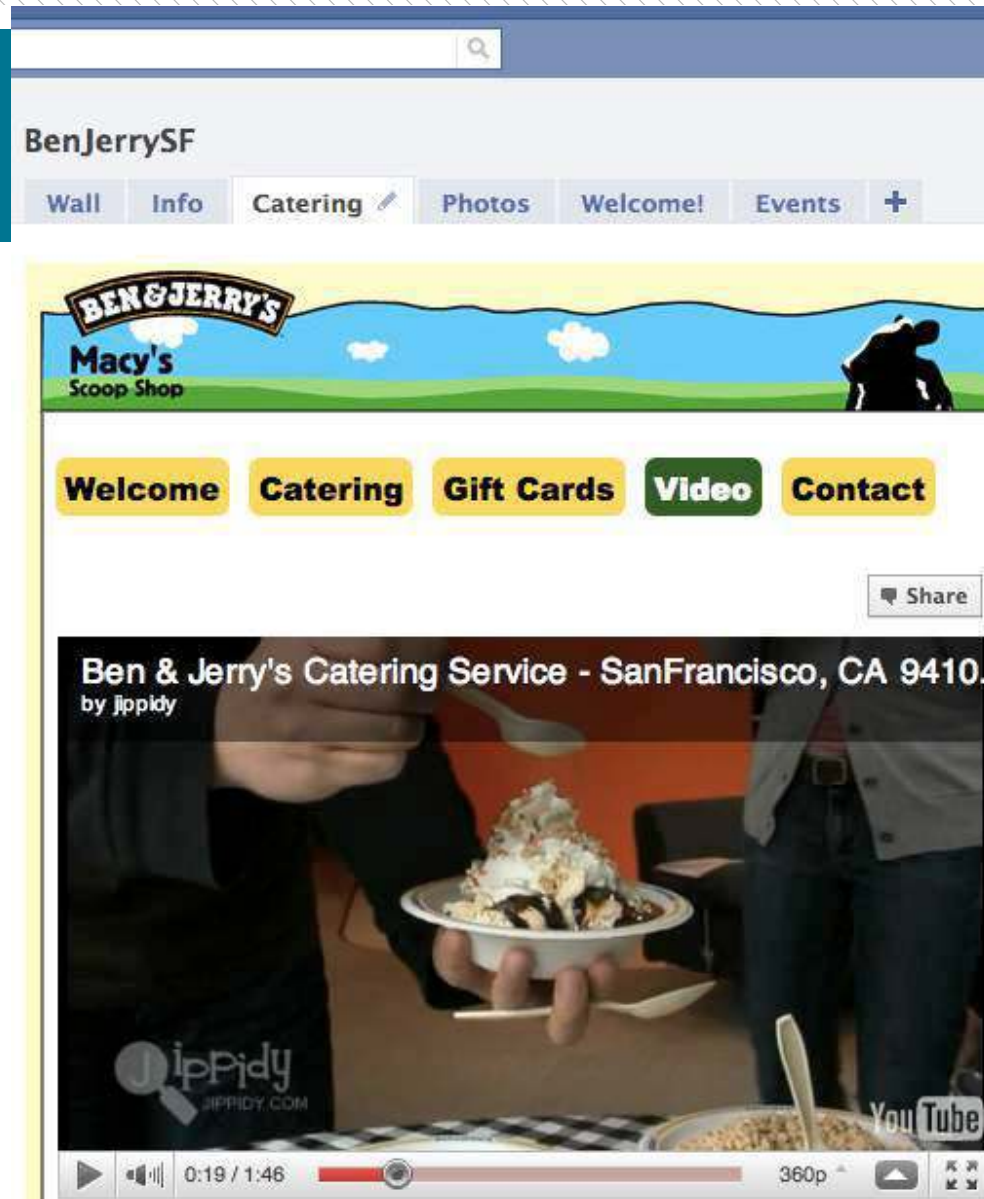 BenJerrySF
Wall Info Catering Photos Welcome! Events +
BEN & JERRY'S
Macy's
Scoop Shop
Welcome Catering Gift Cards Video Contact
Share
Ben & Jerry's Catering Service - SanFrancisco, CA 9410.
by jippidy
Jippidy
JIPPIDY.COM
YouTube
0:19 / 1:46 360p